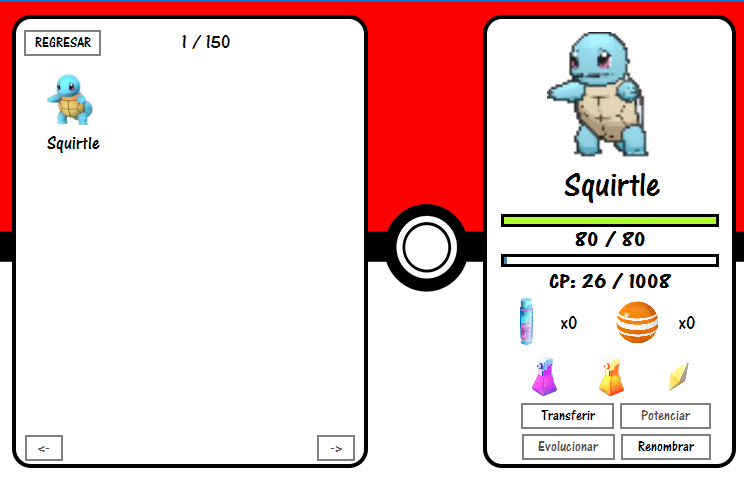 REGRESAR
1 / 150
Squirtle
<-
->
Squirtle
80 / 80
CP: 26 / 1008
x0
x0
Transferir
Potenciar
Evolucionar
Renombrar